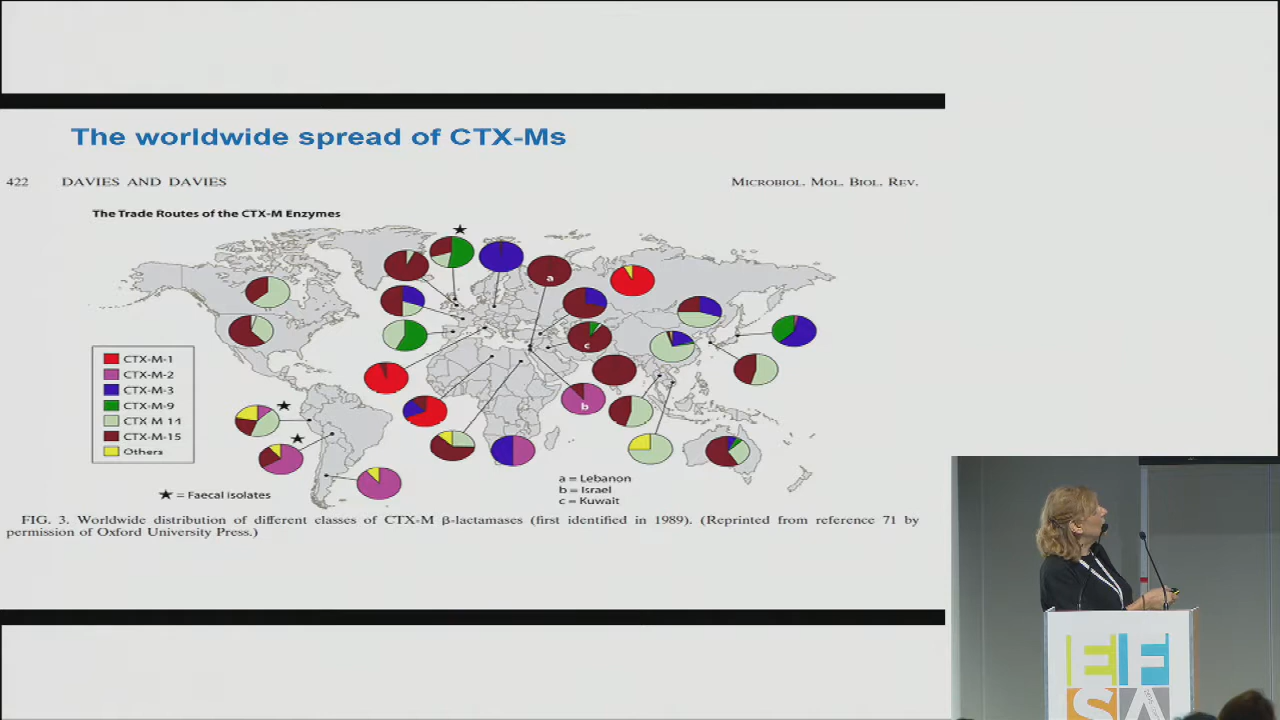 The worldwide spread of CTX-Ms
422 DAVIES AND DAVIES MICROBIOL. MOL. BIOL. REV.
The Trade Routes of the CTX-M Enzymes
a
c
b
CTX-M-1
CTX-M-2
CTX-M-3
CTX-M-9
CTX M 11
CTX-M-15
Others
★ = Faecal isolates
a = Lebanon
b = Israel
c = Kuwait
FIG. 3. Worldwide distribution of different classes of CTX-M β-lactamases (first identified in 1989). (Reprinted from reference 71 by
permission of Oxford University Press.)
EF
SA